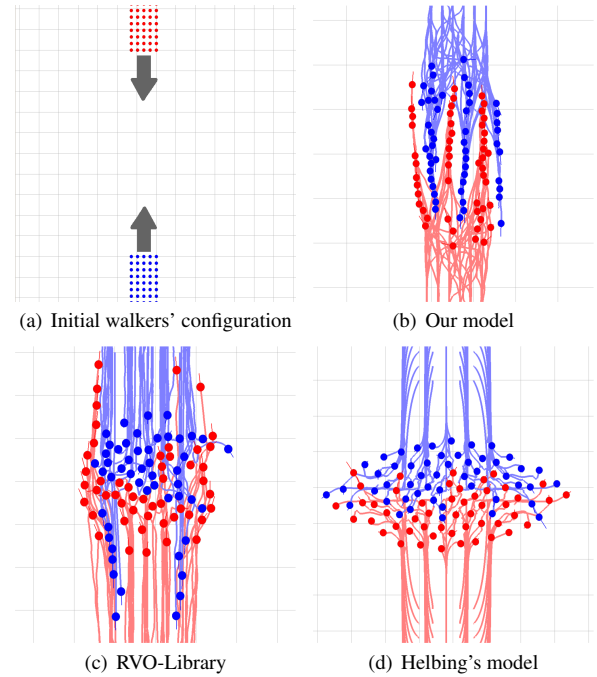 (a) Initial walkers' configuration
(b) Our model
(c) RVO-Library
(d) Helbing's model